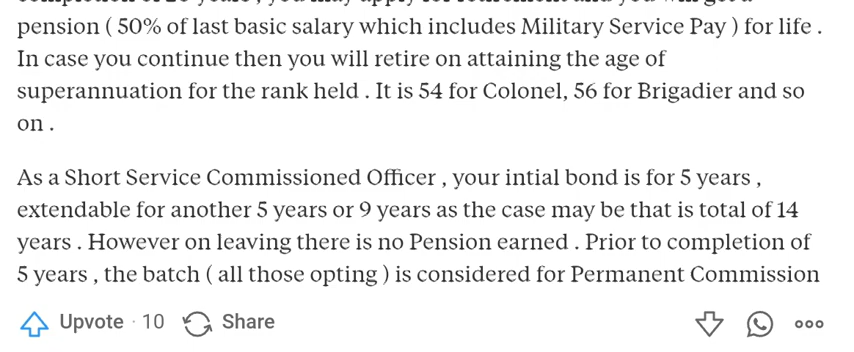 pension ( 50% of last basic salary which includes Military Service Pay ) for life .
In case you continue then you will retire on attaining the age of
superannuation for the rank held . It is 54 for Colonel, 56 for Brigadier and so
on .
As a Short Service Commissioned Officer , your intial bond is for 5 years ,
extendable for another 5 years or 9 years as the case may be that is total of 14
years . However on leaving there is no Pension earned . Prior to completion of
5 years , the batch ( all those opting ) is considered for Permanent Commission
Upvote · 10 Share